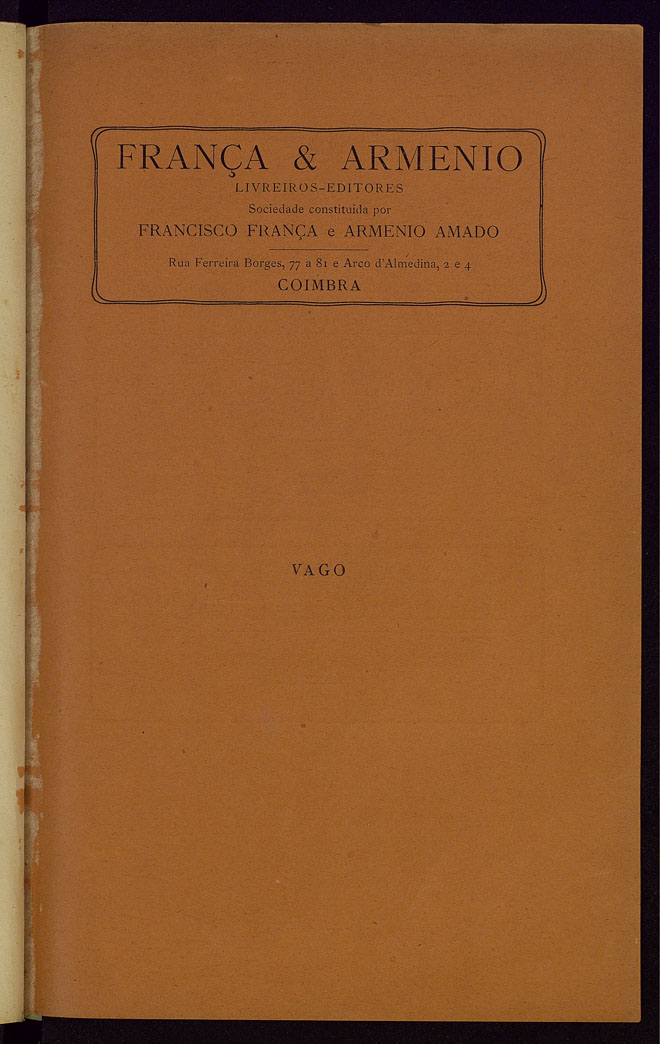 FRANÇA & ARMENIO
LIVREIROS-EDITORES
Sociedade constituida por
FRANCISCO FRANÇA e ARMENIO AMADO
Rua Ferreira Borges, 77 a 81 e Arco d'Almedina, 2 e 4
COIMBRA
VAGO